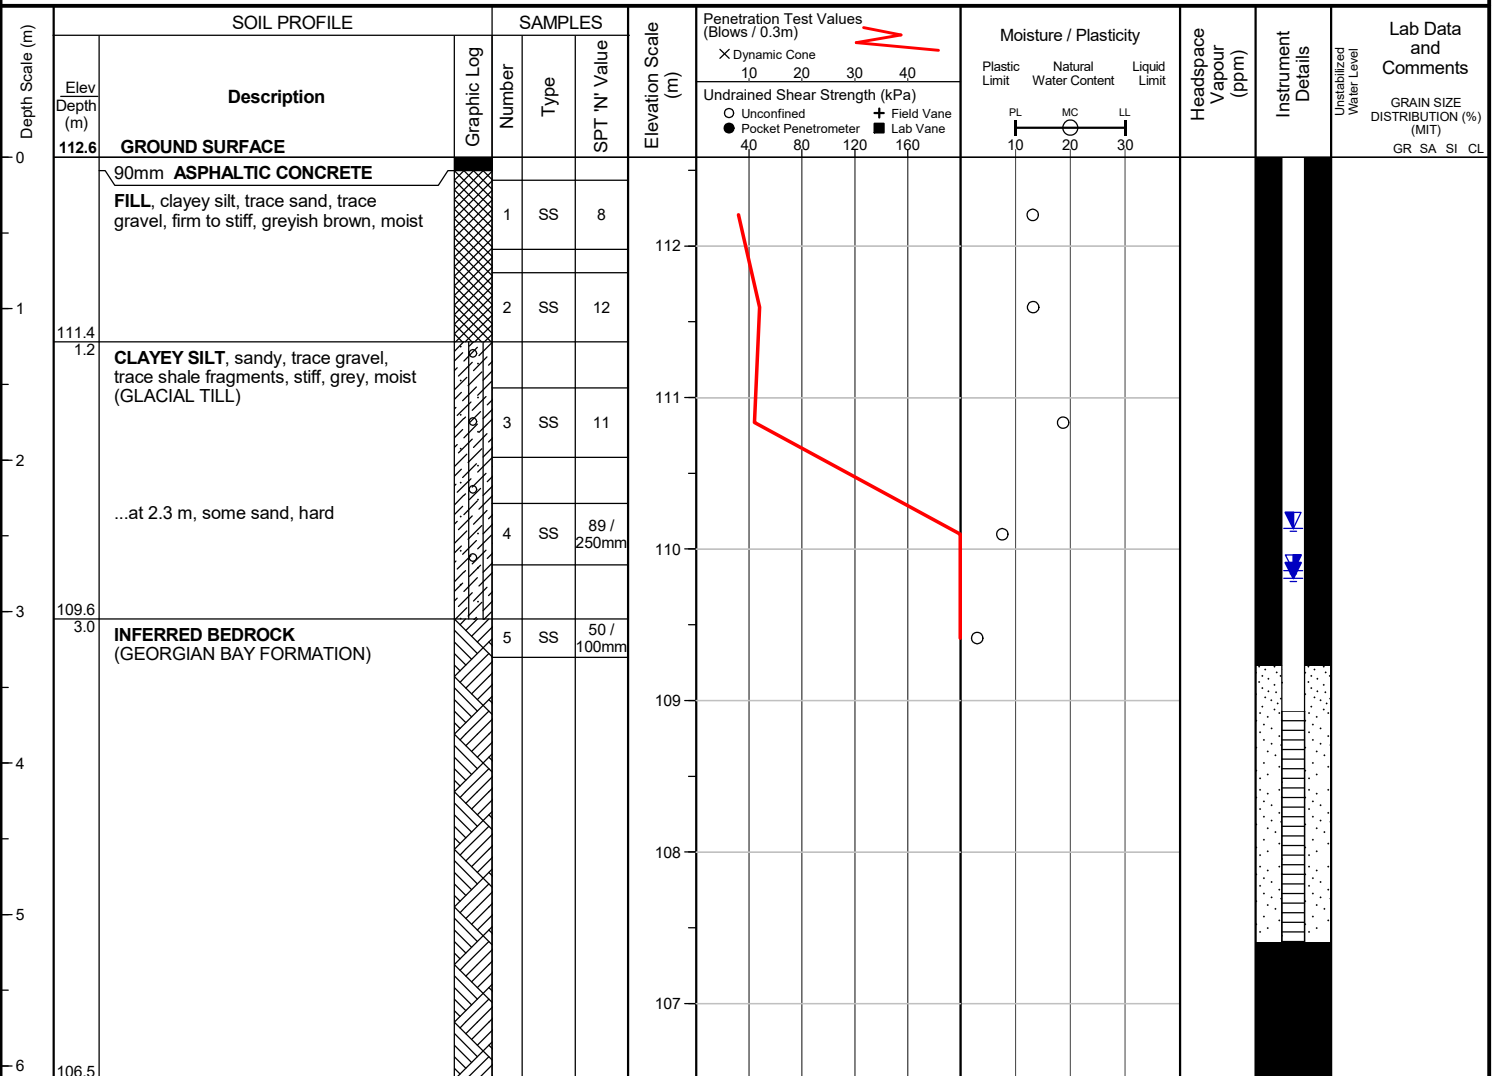 SOIL PROFILE
SAMPLES
Depth Scale (m)
Elev
Depth
(m)
112.6
Description
GROUND SURFACE
Graphic Log
Number
Type
SPT 'N' Value
Elevation Scale
(m)
Penetration Test Values
(Blows / 0.3m)
X Dynamic Cone
10 20 30 40
Undrained Shear Strength (kPa)
Unconfined
Field Vane
Pocket Penetrometer
Lab Vane
40 80 120 160
Moisture / Plasticity
Plastic
Limit
Natural
Water Content
Liquid
Limit
PL MC LL
10 20 30
Headspace
Vapour
(ppm)
Instrument
Details
Unstabilized
Water Level
Lab Data
and
Comments
GRAIN SIZE
DISTRIBUTION (%)
(MIT)
GR SA SI CL
0
90mm ASPHALTIC CONCRETE
FILL, clayey silt, trace sand, trace
gravel, firm to stiff, greyish brown, moist
1 SS 8
112
1
2 SS 12
111.4
1.2
CLAYEY SILT, sandy, trace gravel,
trace shale fragments, stiff, grey, moist
(GLACIAL TILL)
111
3 SS 11
2
...at 2.3 m, some sand, hard
4 SS 89 /
250mm
110
3
109.6
3.0
INFERRED BEDROCK
(GEORGIAN BAY FORMATION)
5 SS 50 /
100mm
109
4
108
5
107
6
106.5